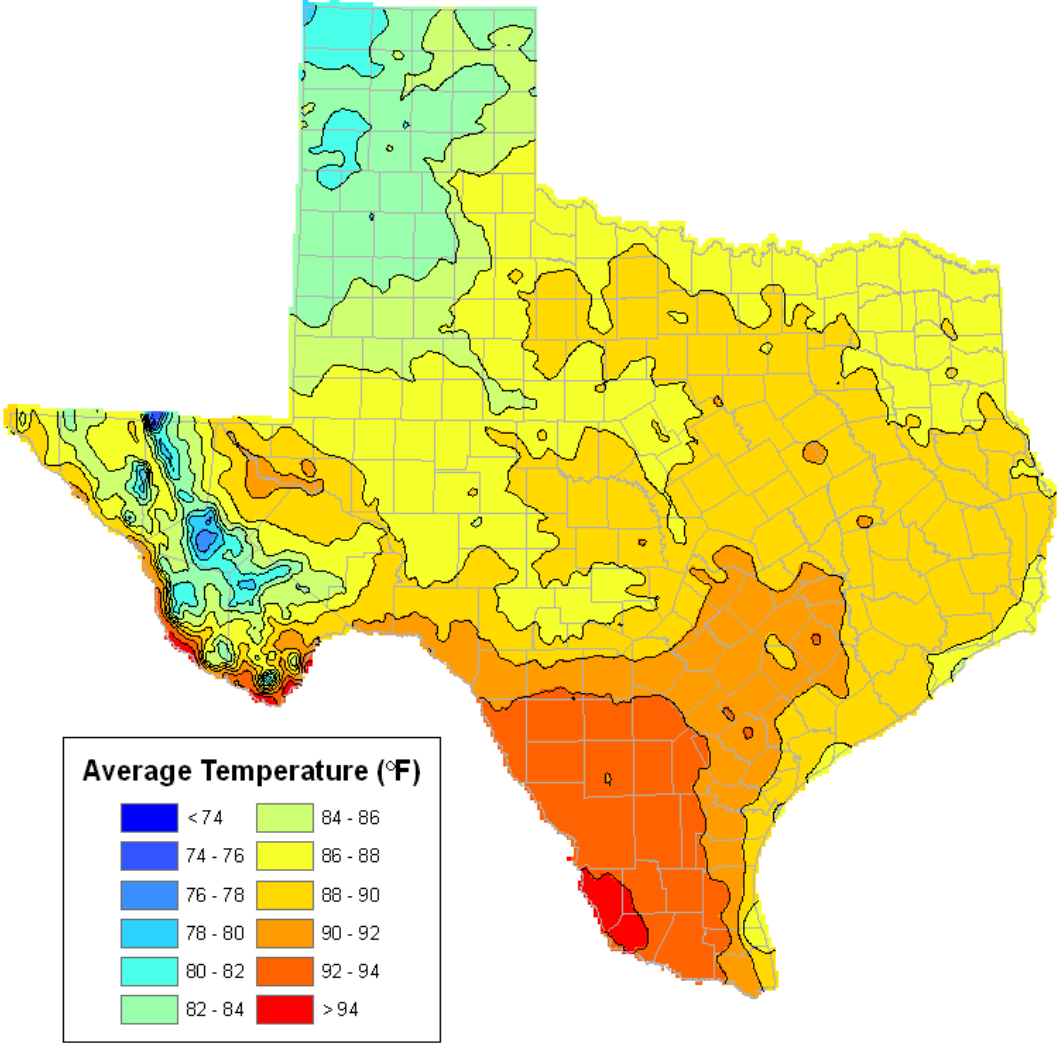 Average Temperature (°F)
<74 84 - 86
74 - 76 86 - 88
76 - 78 88 - 90
78 - 80 90 - 92
80 - 82 92 - 94
82 - 84 >94